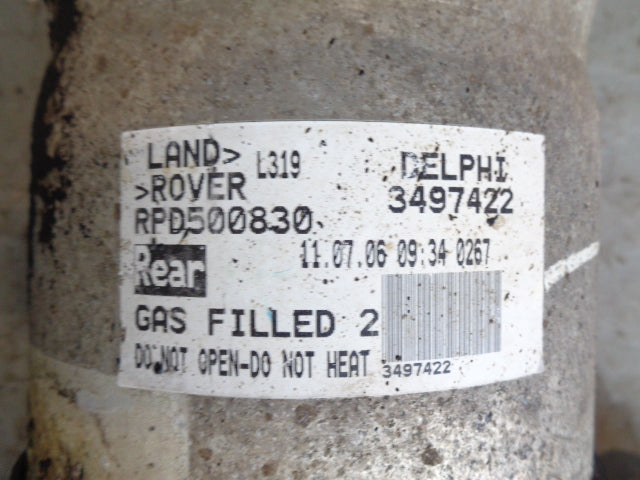 LAND> L319 DELPHI
>ROVER 3497422
RPD500830
Rear 11.07.06 09:34 0267
GAS FILLED 2
DO NOT OPEN-DO NOT HEAT 3497422